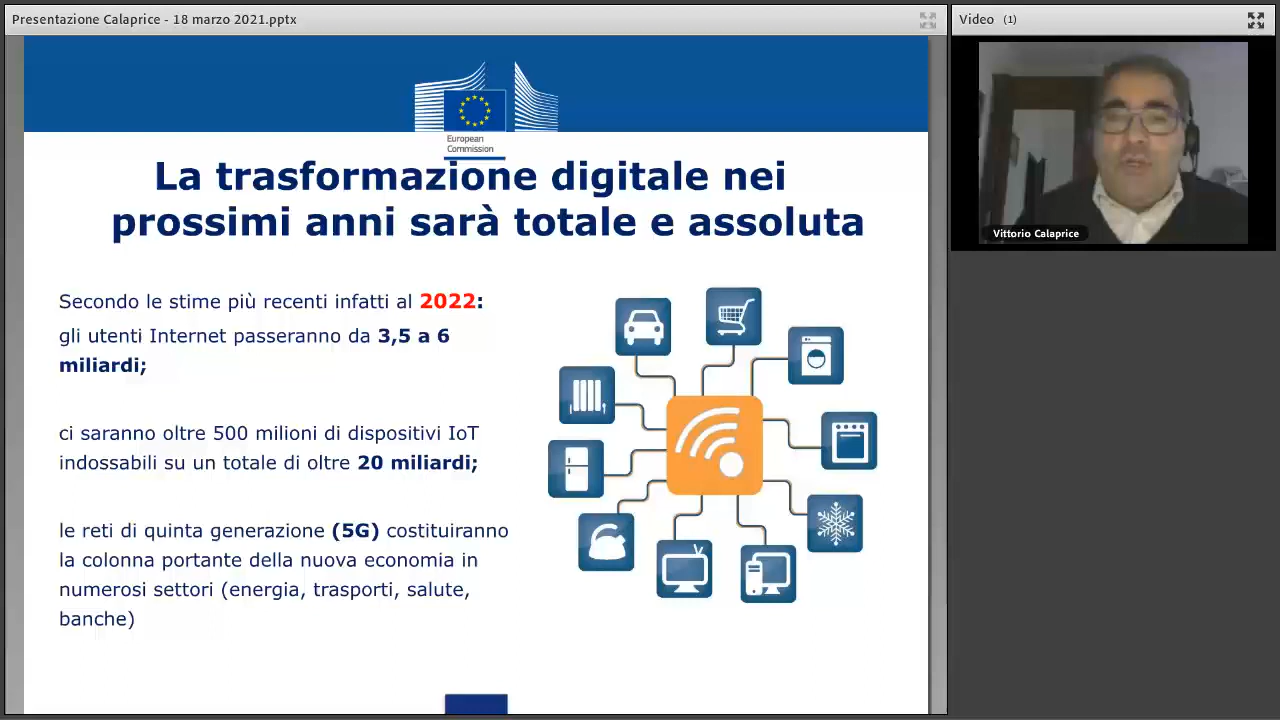 Presentazione Calaprice - 18 marzo 2021.pptx
Video (1)
European
Commission
La trasformazione digitale nei
prossimi anni sarà totale e assoluta
Secondo le stime più recenti infatti al 2022:
gli utenti Internet passeranno da 3,5 a 6
miliardi;
ci saranno oltre 500 milioni di dispositivi IoT
indossabili su un totale di oltre 20 miliardi;
le reti di quinta generazione (5G) costituiranno
la colonna portante della nuova economia in
numerosi settori (energia, trasporti, salute,
banche)
Vittorio Calaprice